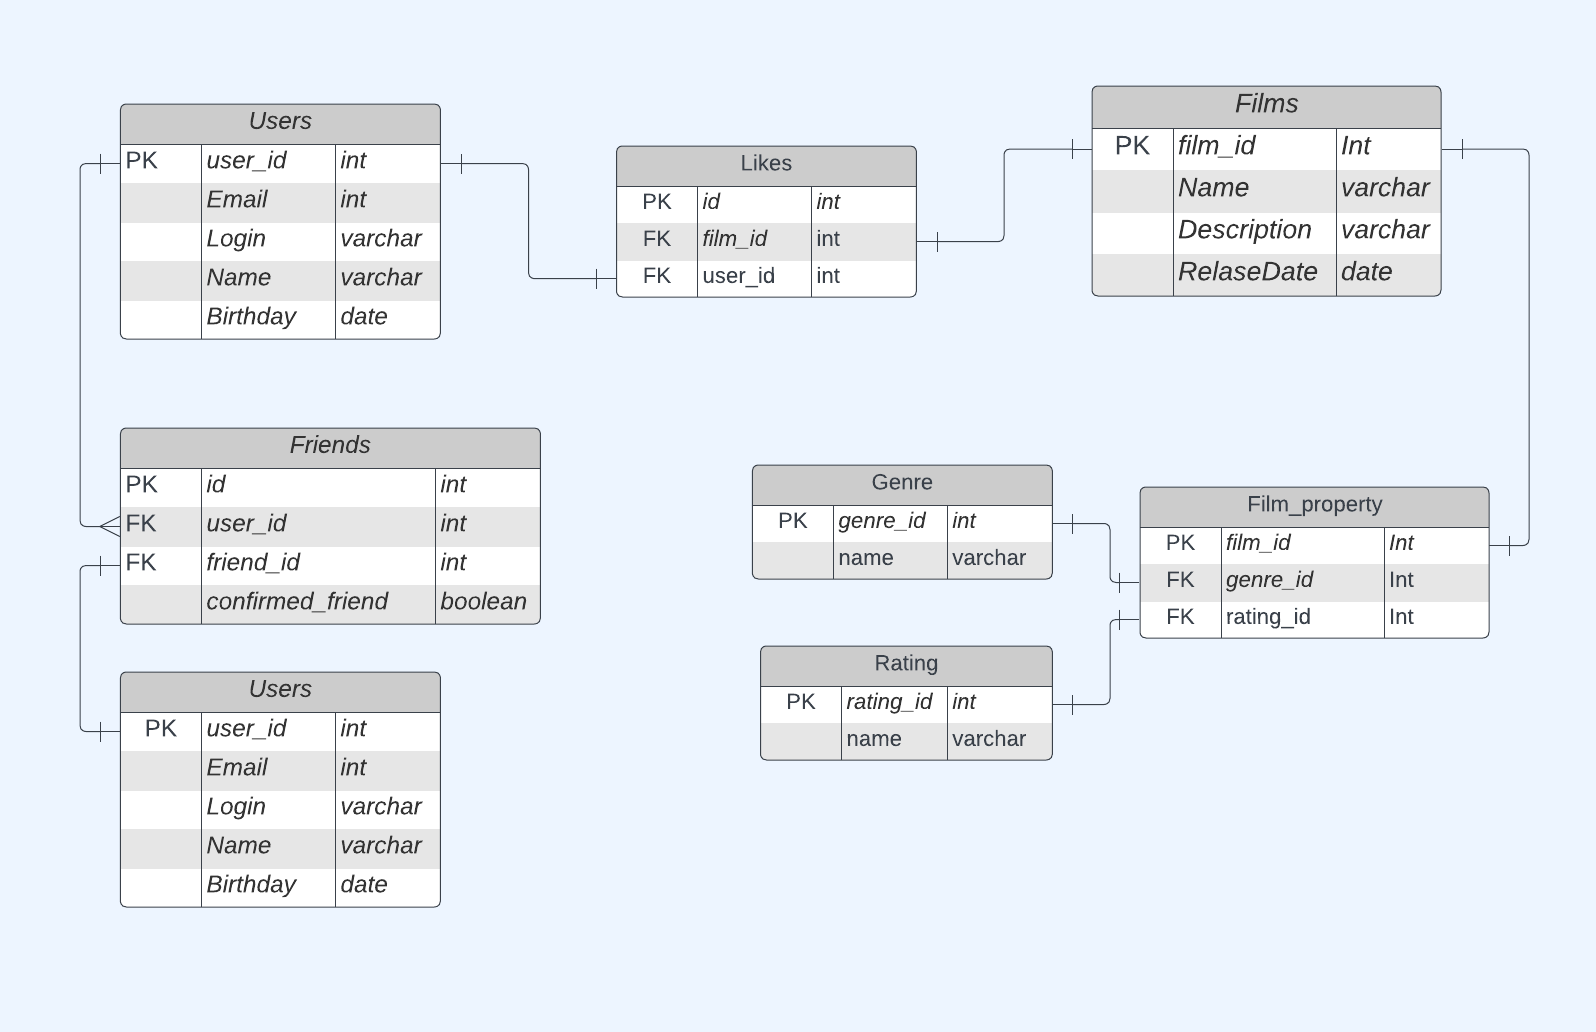 Users
PK user_id int
Email int
Login varchar
Name varchar
Birthday date
Likes
PK id int
FK film_id int
FK user_id int
Films
PK film_id Int
Name varchar
Description varchar
RelaseDate date
Friends
PK id int
FK user_id int
FK friend_id int
confirmed_friend boolean
Genre
PK genre_id int
name varchar
Film_property
PK film_id Int
FK genre_id Int
FK rating_id Int
Rating
PK rating_id int
name varchar
Users
PK user_id int
Email int
Login varchar
Name varchar
Birthday date